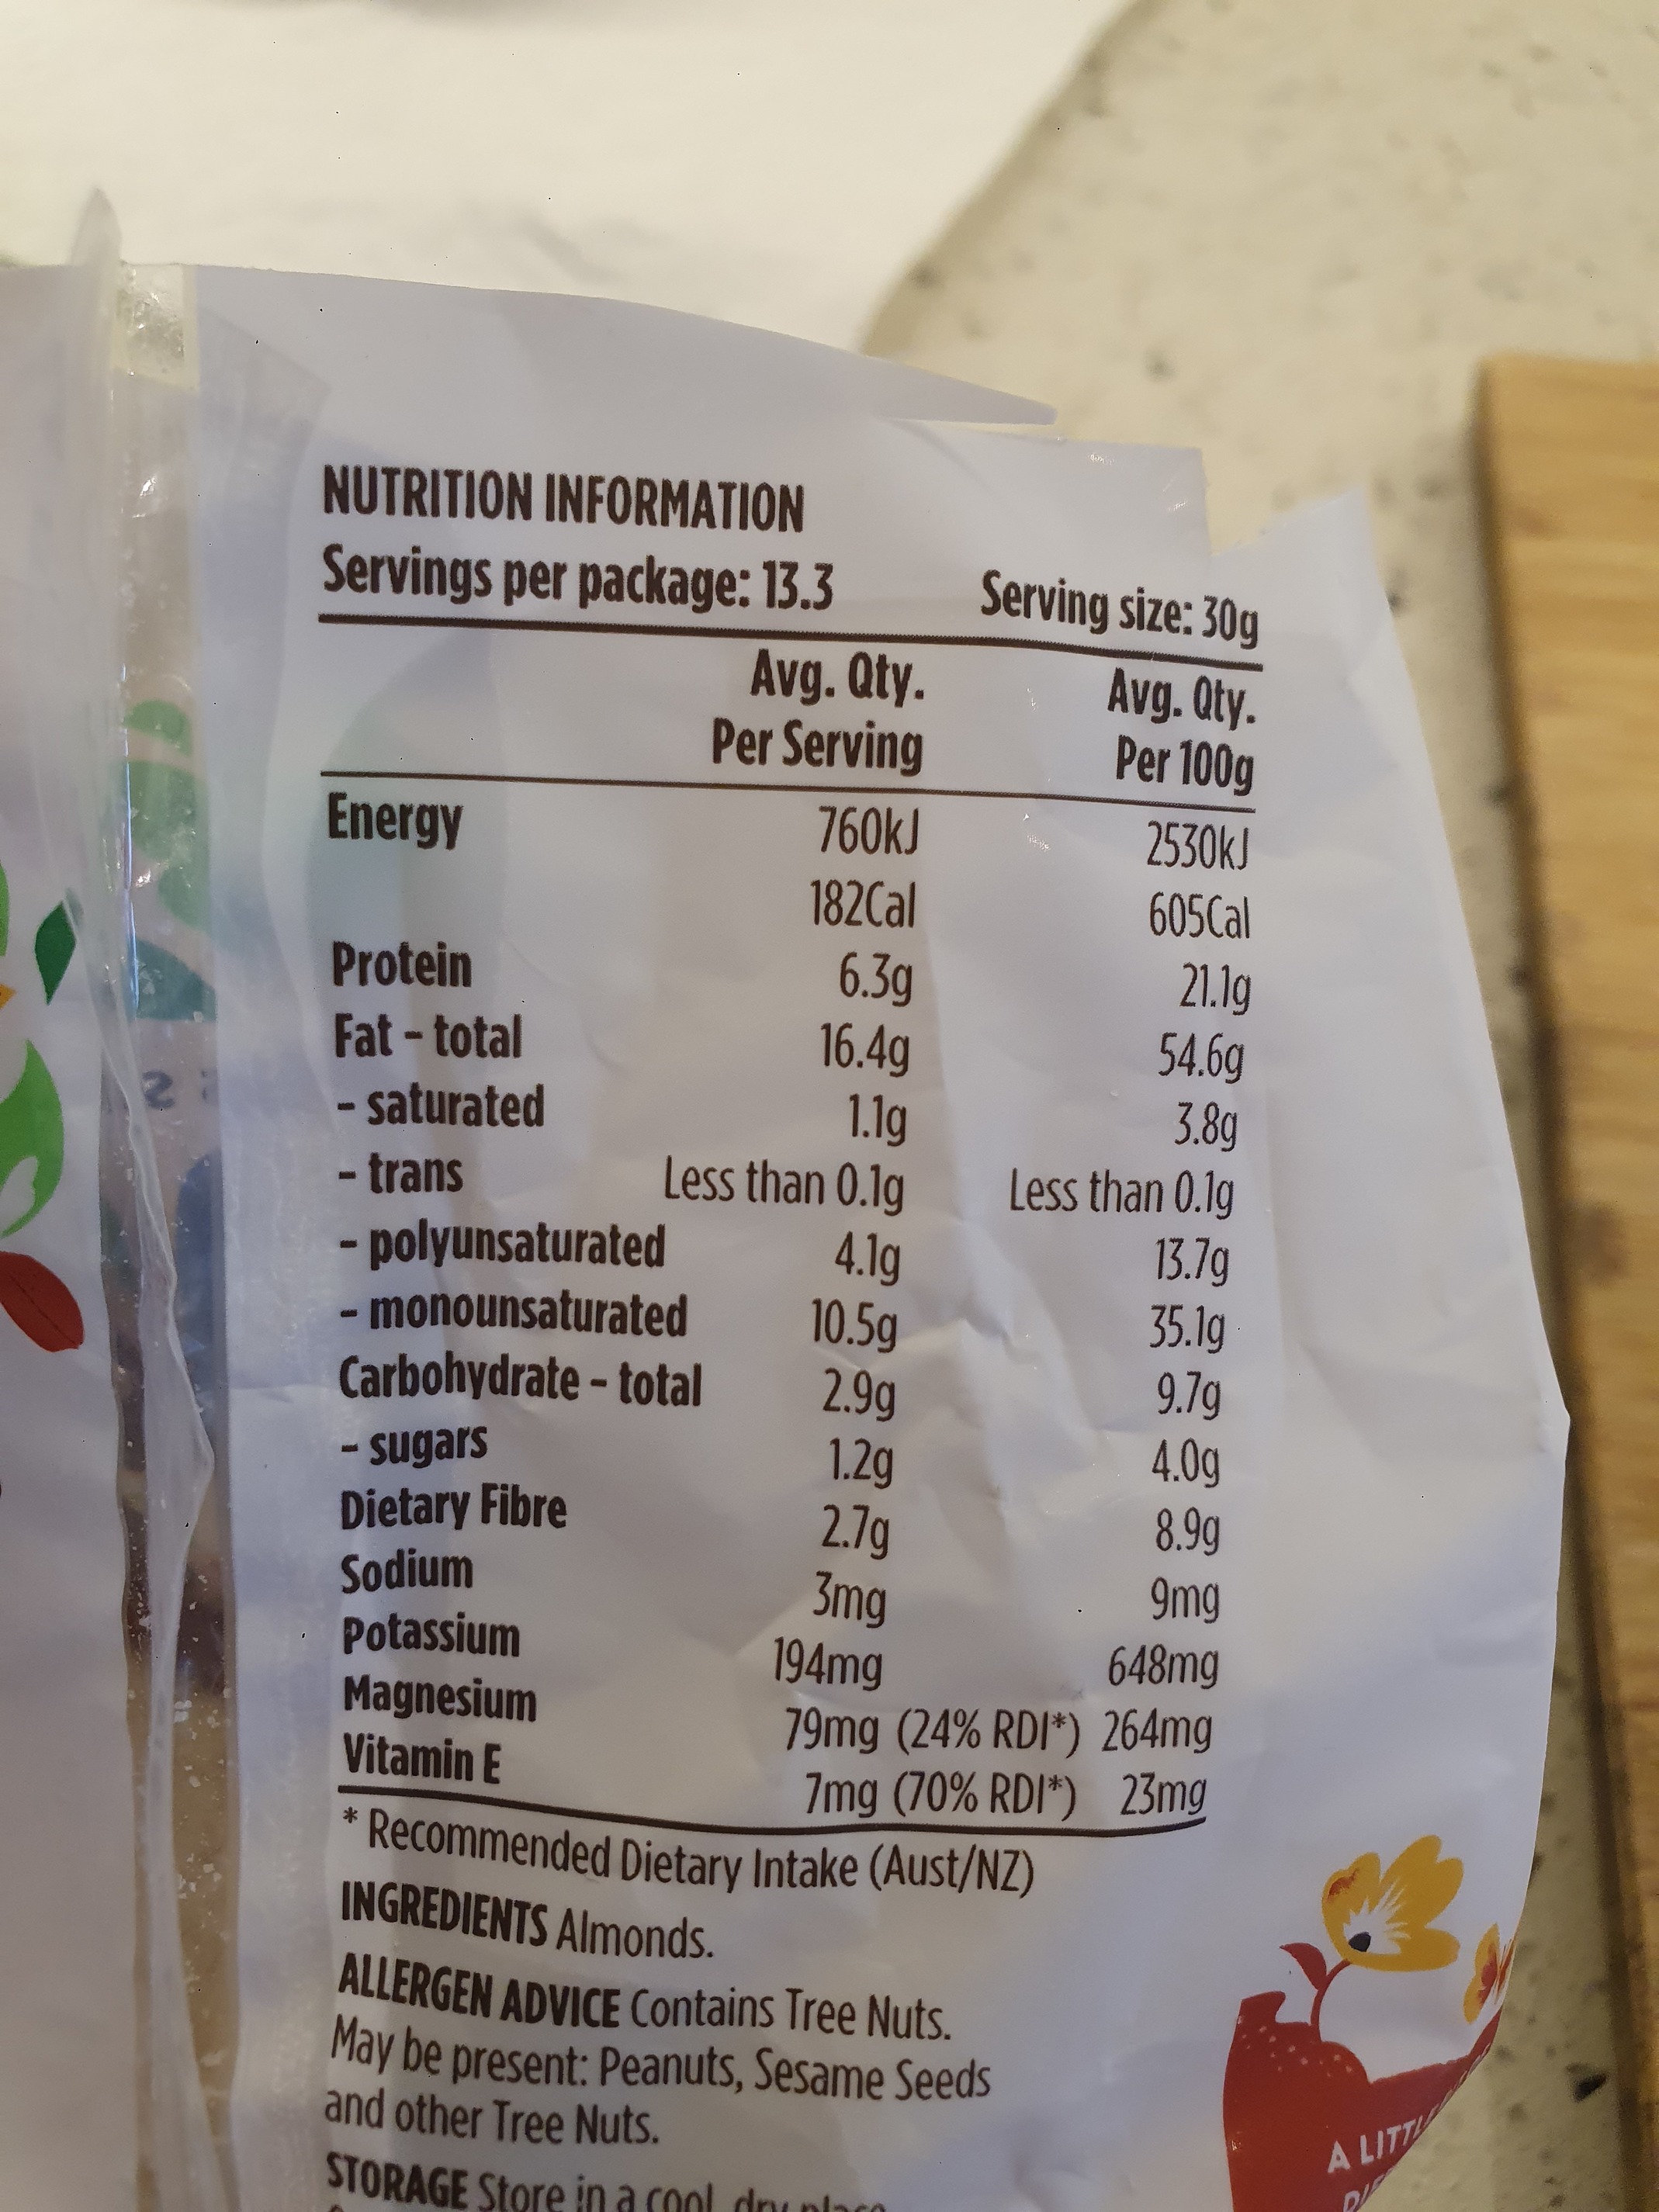 NUTRITION INFORMATION
Servings per package: 13.3 Serving size: 30g
Avg. Qty. Avg. Qty.
Per Serving Per 100g
Energy 760kJ 2530kJ
182Cal 605Cal
Protein 6.3g 21.1g
Fat - total 16.4g 54.6g
- saturated 1.1g 3.8g
- trans Less than 0.1g Less than 0.1g
- polyunsaturated 4.1g 13.7g
- monounsaturated 10.5g 35.1g
Carbohydrate - total 2.9g 9.7g
- sugars 1.2g 4.0g
Dietary Fibre 2.7g 8.9g
Sodium 3mg 9mg
Potassium 194mg 648mg
Magnesium 79mg (24% RDI*) 264mg
Vitamin E 7mg (70% RDI*) 23mg
* Recommended Dietary Intake (Aust/NZ)
INGREDIENTS Almonds.
ALLERGEN ADVICE Contains Tree Nuts.
May be present: Peanuts, Sesame Seeds
and other Tree Nuts.
STORAGE Store in a cool, dry place
A LITTLE